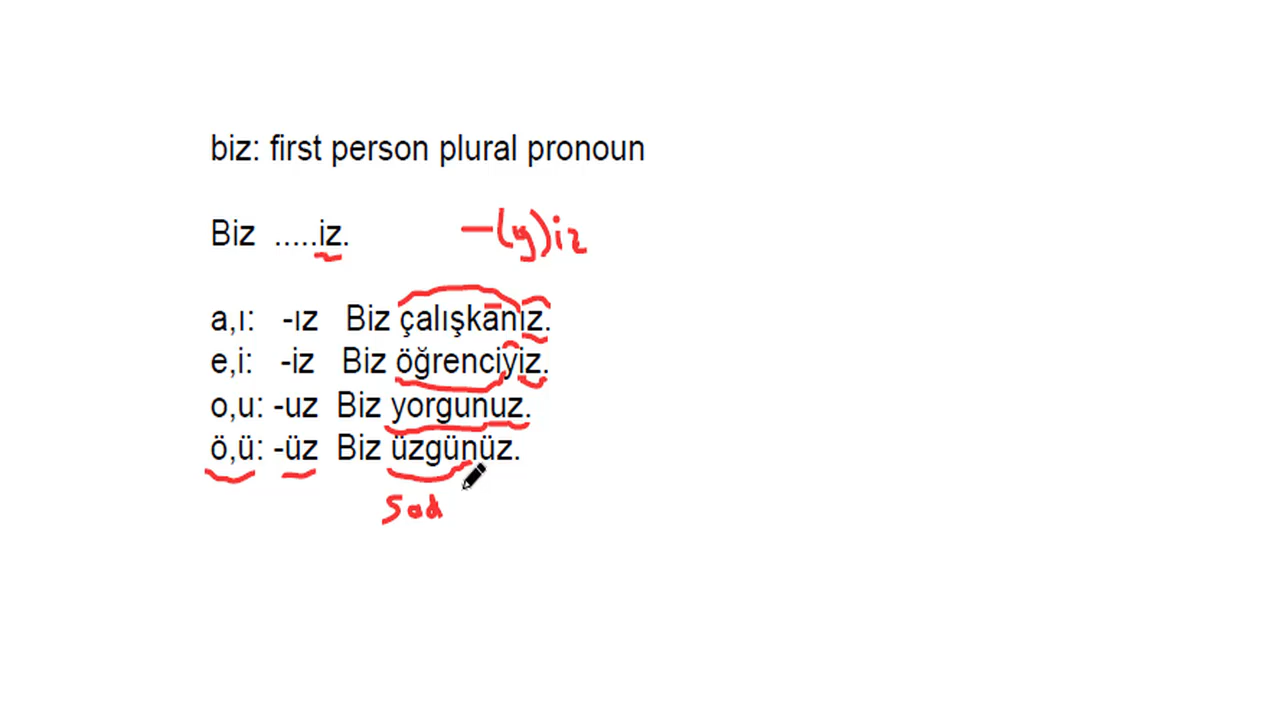 biz: first person plural pronoun
Biz .....iz. -(y)iz
a,ı: -ız Biz çalışkanız.
e,i: -iz Biz öğrenciyiz.
o,u: -uz Biz yorgunuz.
ö,ü: -üz Biz üzgünüz.
Sad